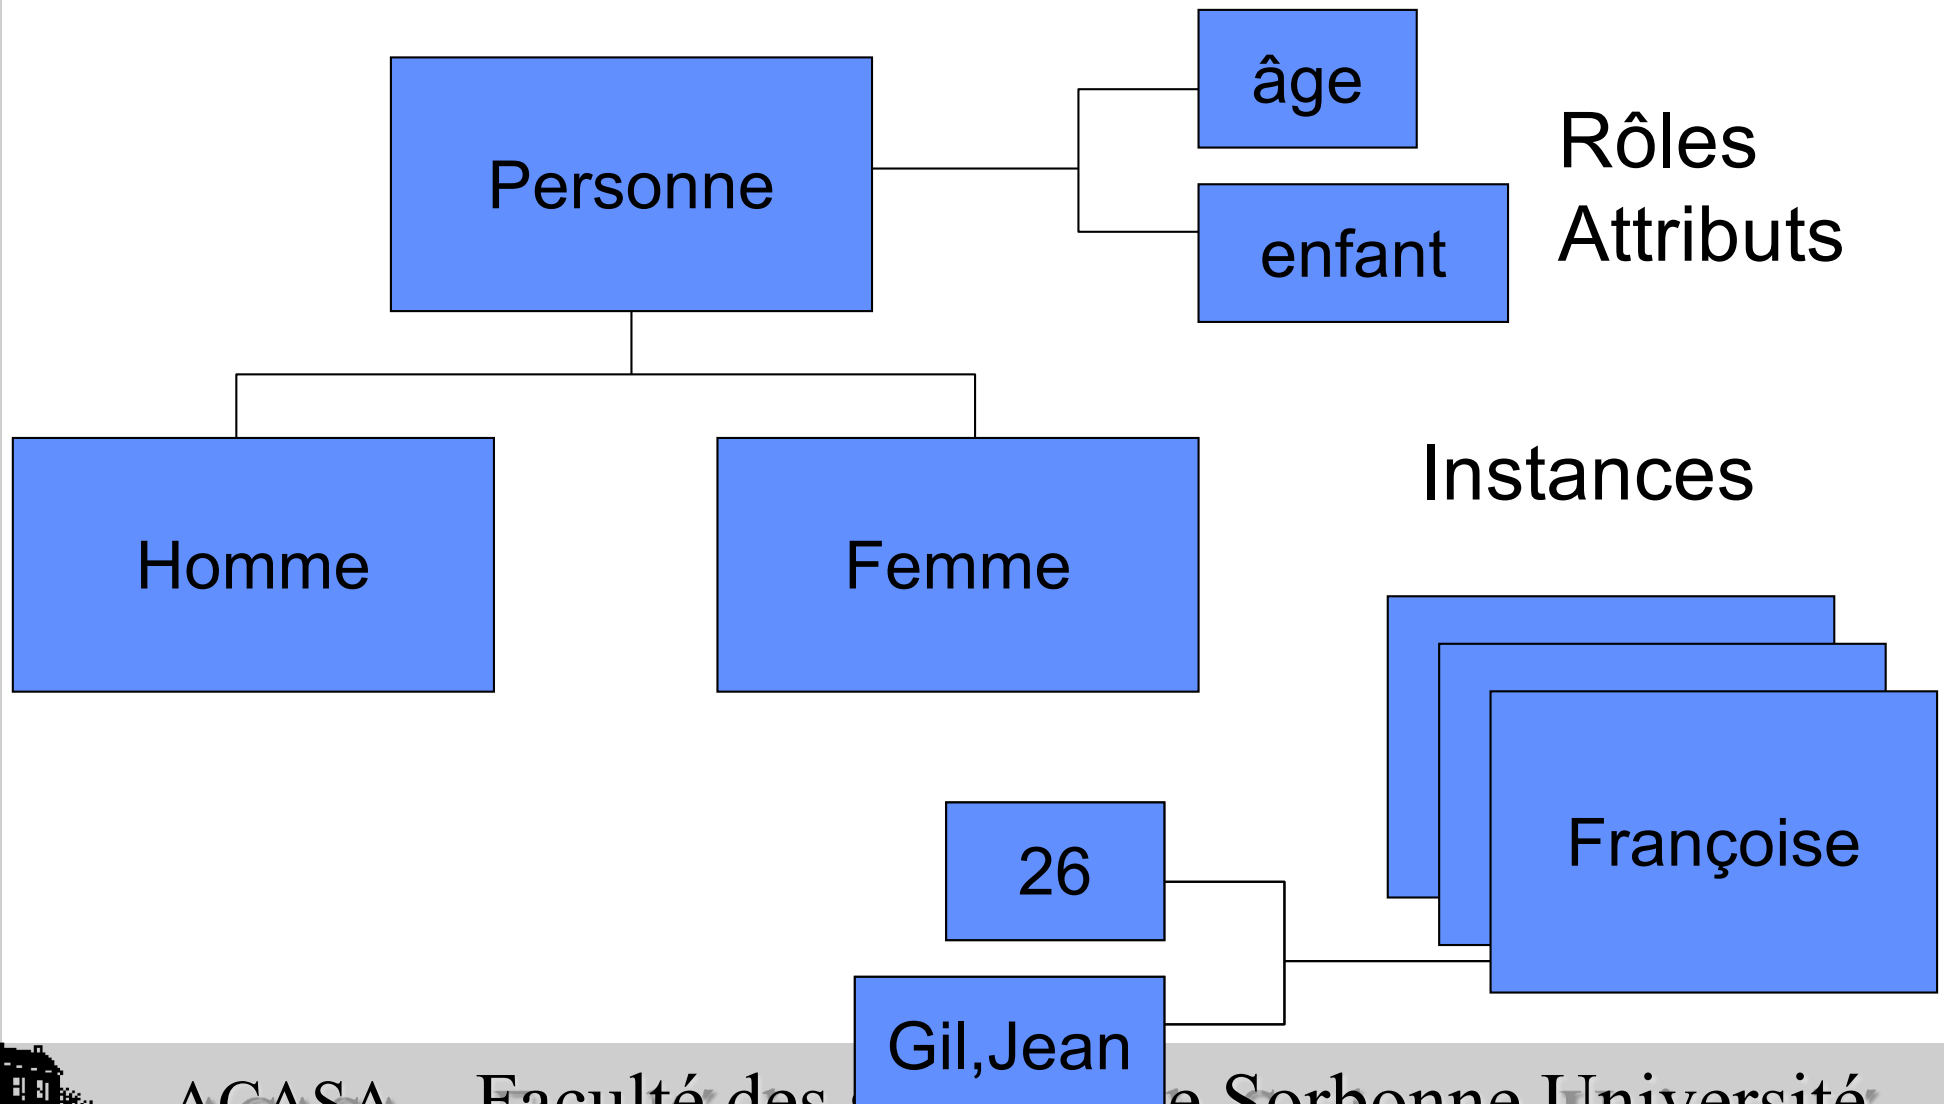 âge
Personne
Rôles
Attributs
enfant
Instances
Homme
Femme
Françoise
26
Gil,Jean
ACASA Faculté des Sorbonne Université